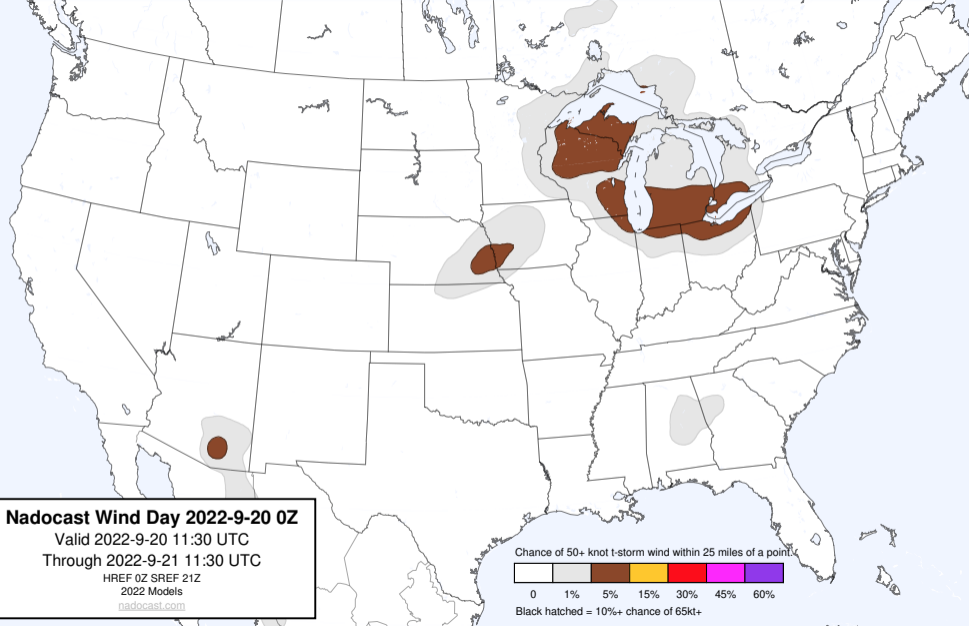 Nadocast Wind Day 2022-9-20 0Z
Valid 2022-9-20 11:30 UTC
Through 2022-9-21 11:30 UTC
HREF 0Z SREF 21Z
2022 Models
nadocast.com
Chance of 50+ knot t-storm wind within 25 miles of a point.
0 1% 5% 15% 30% 45% 60%
Black hatched = 10%+ chance of 65kt+